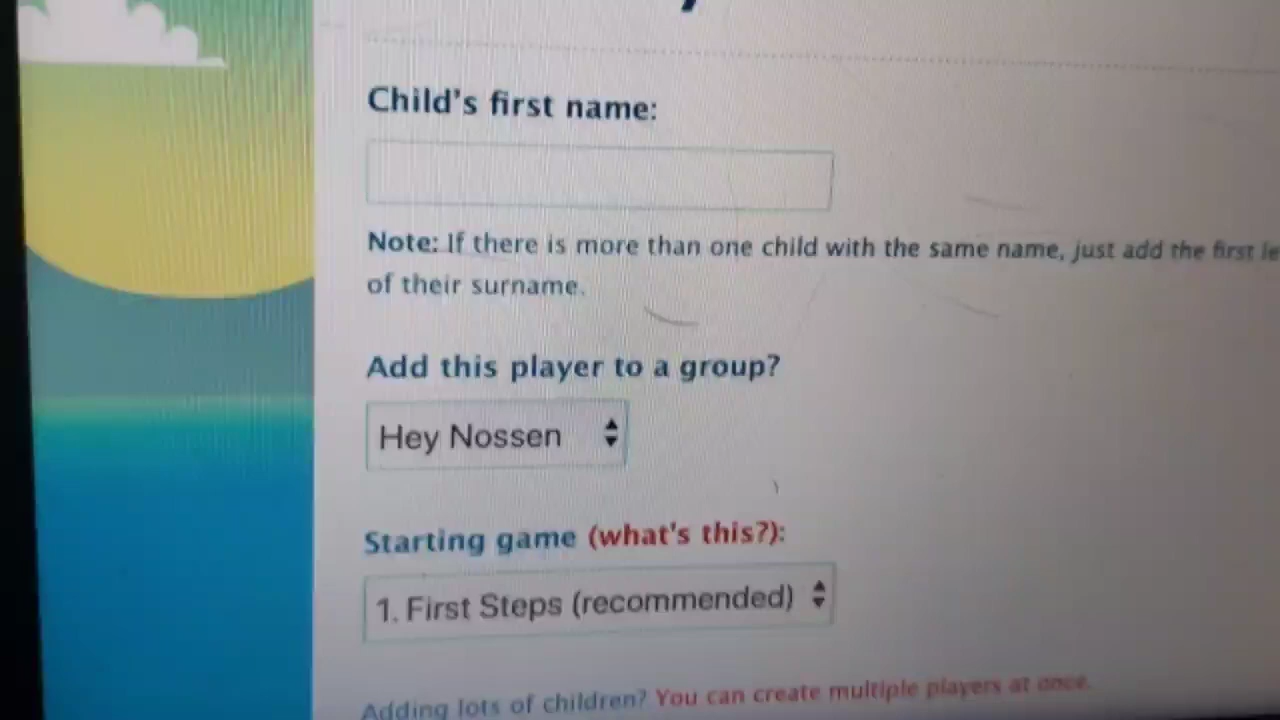 Child's first name:
Note: If there is more than one child with the same name, just add the first
of their surname.
Add this player to a group?
Hey Nossen
Starting game (what's this?):
1. First Steps (recommended)
Adding lots of children? You can create multiple players at once.